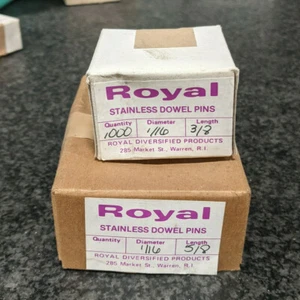 Royal
STAINLESS DOWEL PINS
Quantity Diameter Length
1000 1/16 3/8
ROYAL DIVERSIFIED PRODUCTS
285 Market St., Warren, R.I.
Royal
STAINLESS DOWEL PINS
Quantity Diameter Length
1/16 5/8
ROYAL DIVERSIFIED PRODUCTS
285 Market St., Warren, R.I.